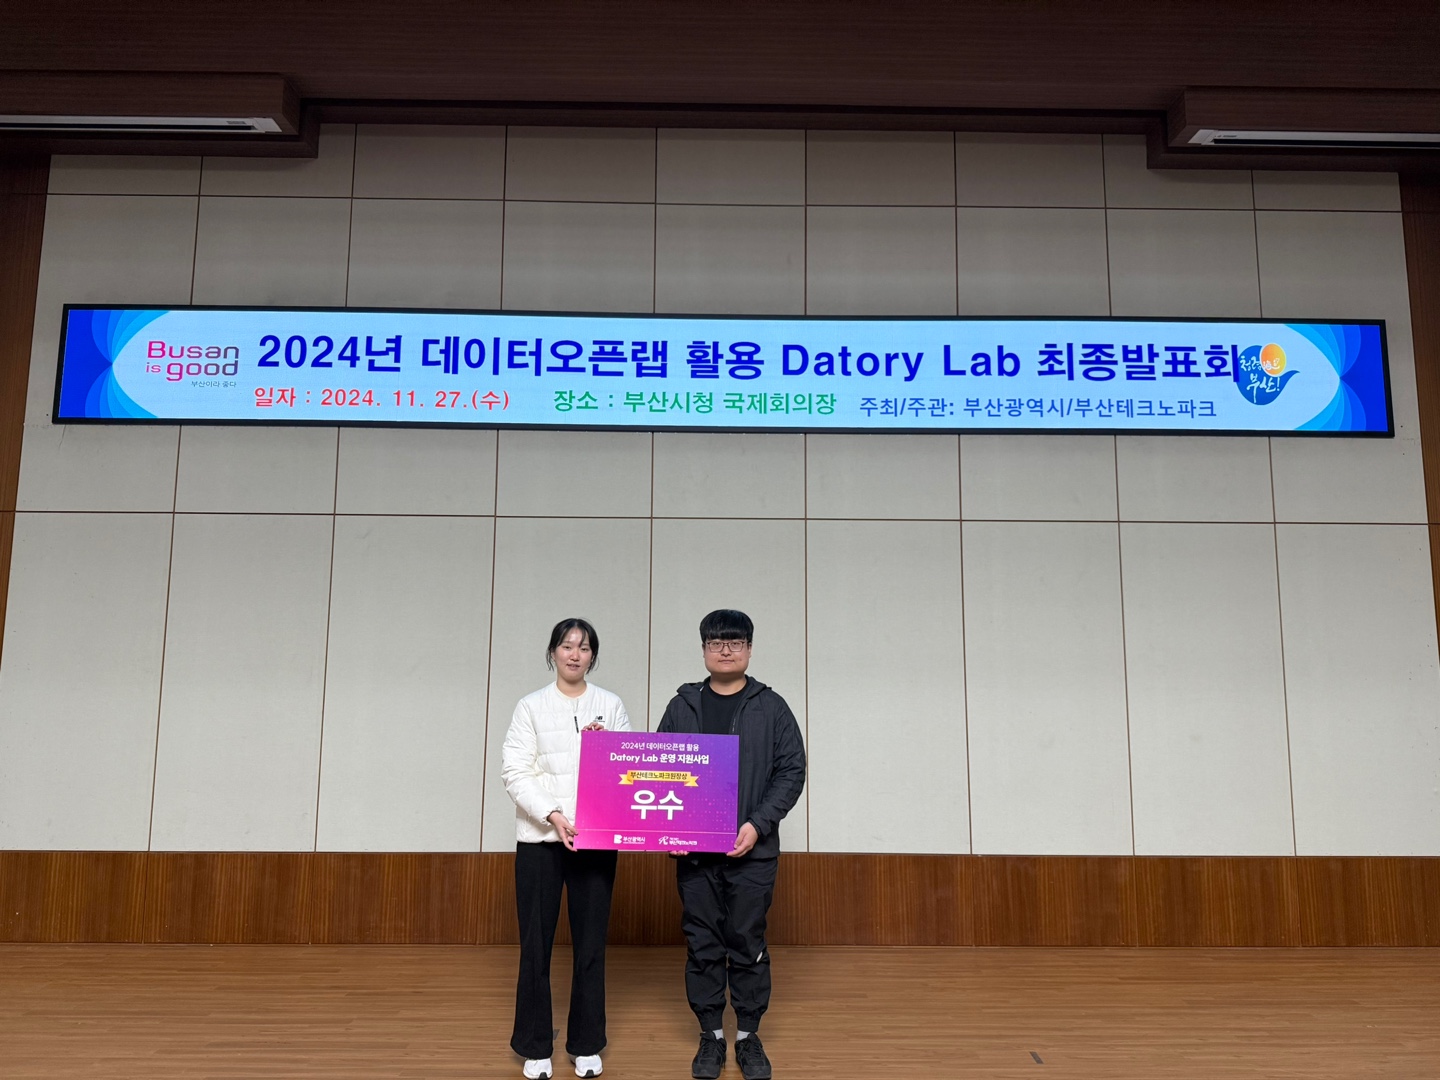 Busan
is good
부산이라 좋다
2024년 데이터오픈랩 활용 Datory Lab 최종발표회
일자 : 2024. 11. 27.(수)
장소 : 부산시청 국제회의장
주최/주관: 부산광역시/부산테크노파크
부산!
2024년 데이터오픈랩 활용
Datory Lab 운영 지원사업
부산테크노파크원장상
우수
부산광역시
부산테크노파크